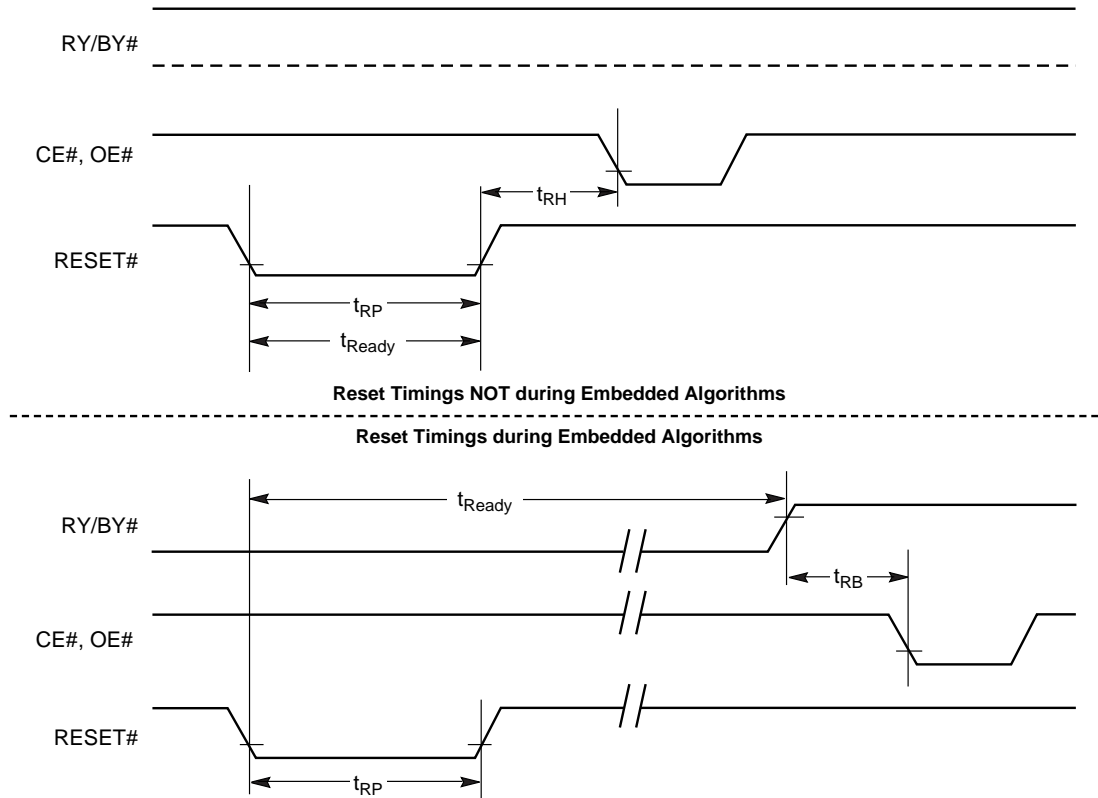 RY/BY#
CE#, OE#
tRH
RESET#
tRP
tReady
Reset Timings NOT during Embedded Algorithms
Reset Timings during Embedded Algorithms
tReady
RY/BY#
tRB
CE#, OE#
RESET#
tRP